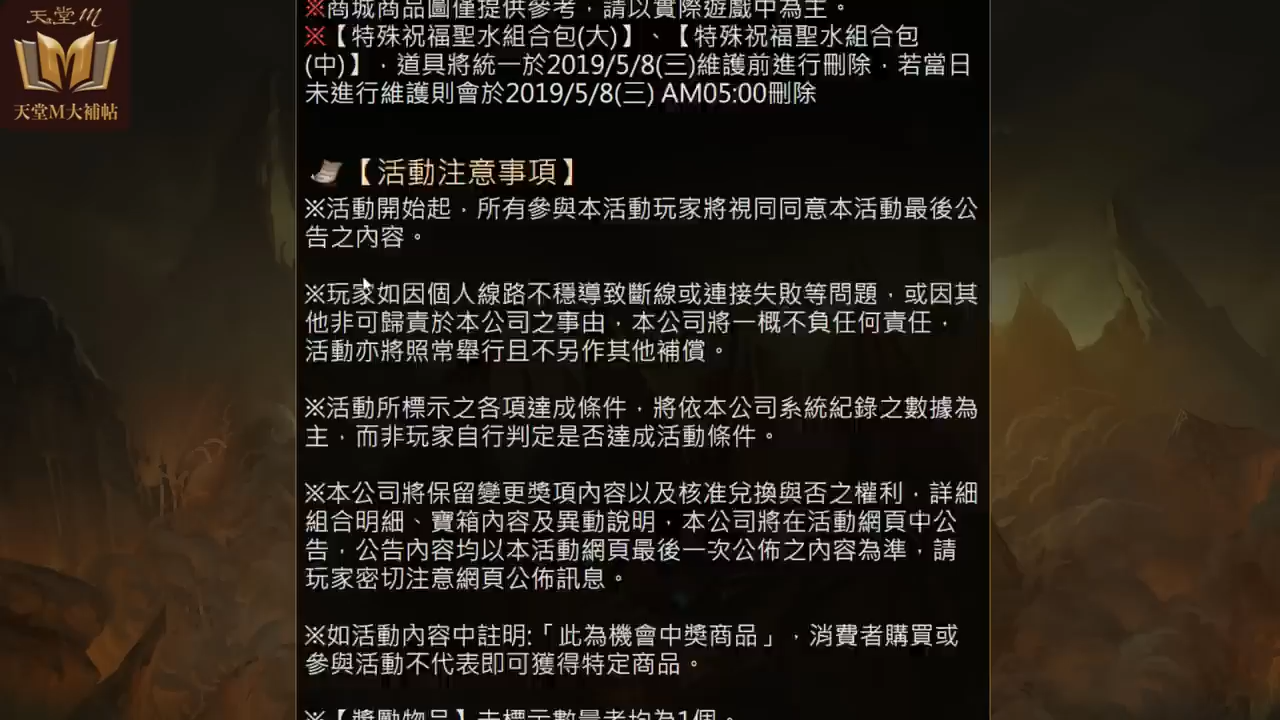 天堂M
天堂M大補帖
※商城商品圖僅提供參考，請以實際遊戲中為主。
※【特殊祝福聖水組合包(大)】、【特殊祝福聖水組合包
(中)】，道具將統一於2019/5/8(三)維護前進行刪除，若當日
未進行維護則會於2019/5/8(三) AM05:00刪除
【活動注意事項】
※活動開始起，所有參與本活動玩家將視同同意本活動最後公
告之內容。
※玩家如因個人線路不穩導致斷線或連接失敗等問題，或因其
他非可歸責於本公司之事由，本公司將一概不負任何責任，
活動亦將照常舉行且不另作其他補償。
※活動所標示之各項達成條件，將依本公司系統紀錄之數據為
主，而非玩家自行判定是否達成活動條件。
※本公司將保留變更獎項內容以及核准兌換與否之權利，詳細
組合明細、寶箱內容及異動說明，本公司將在活動網頁中公
告，公告內容均以本活動網頁最後一次公佈之內容為準，請
玩家密切注意網頁公佈訊息。
※如活動內容中註明:「此為機會中獎商品」，消費者購買或
參與活動不代表即可獲得特定商品。
※【獎勵物品】未標示數量者均為1個。